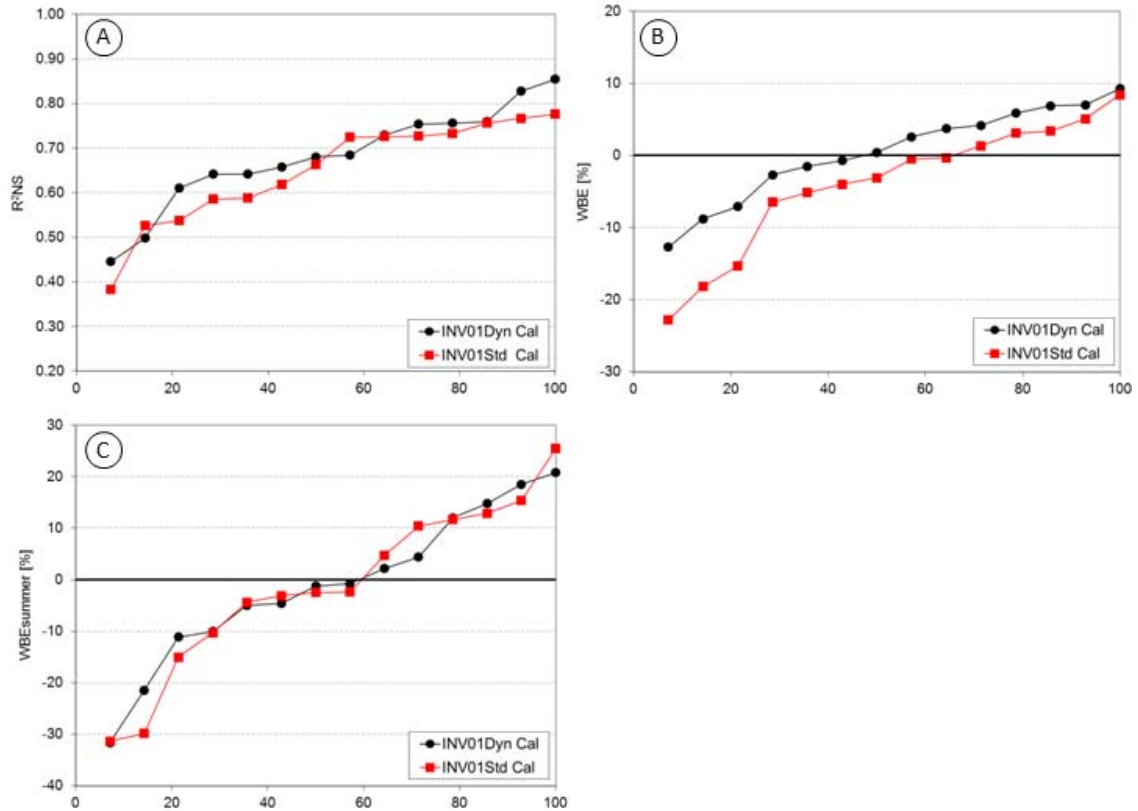 A
1.00
0.90
0.80
0.70
0.60
0.50
0.40
0.30
0.20
R²NS
INV01Dyn Cal
INV01Std Cal
0 20 40 60 80 100
B
20
10
0
-10
-20
-30
WBE [%]
INV01Dyn Cal
INV01Std Cal
0 20 40 60 80 100
C
30
20
10
0
-10
-20
-30
-40
WBEsummer [%]
INV01Dyn Cal
INV01Std Cal
0 20 40 60 80 100